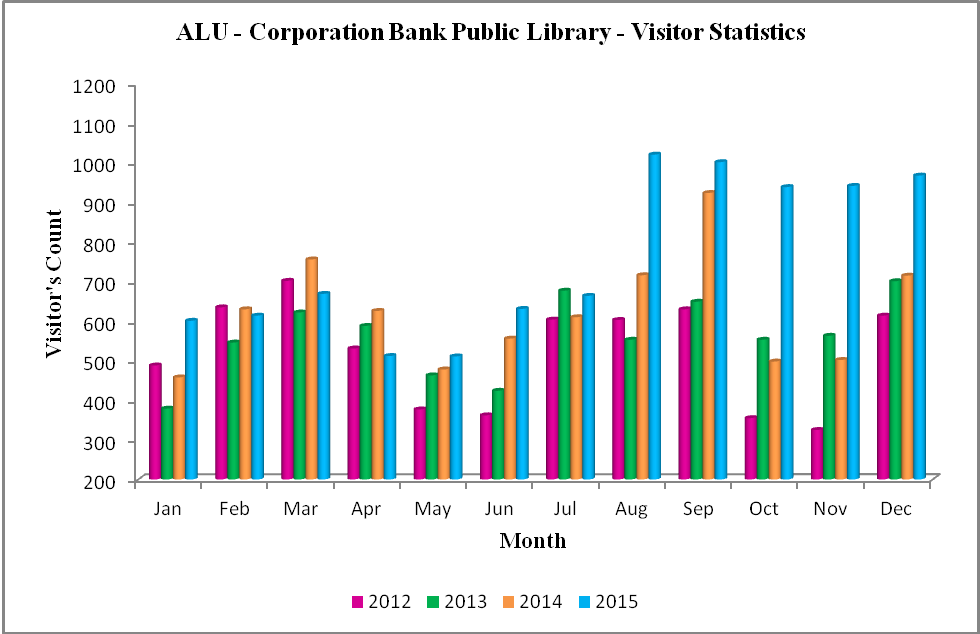 ALU - Corporation Bank Public Library - Visitor Statistics
1200
1100
1000
900
800
700
600
500
400
300
200
Visitor's Count
Jan Feb Mar Apr May Jun Jul Aug Sep Oct Nov Dec
Month
2012 2013 2014 2015